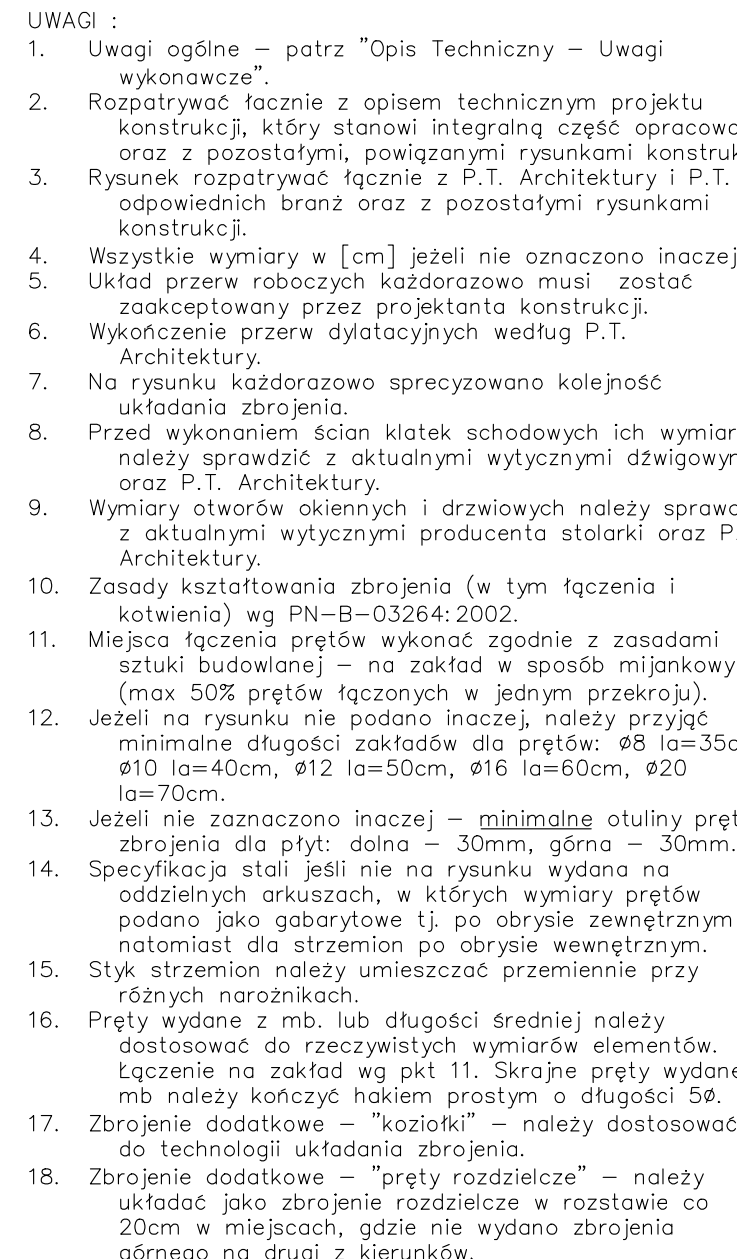 UWAGI :
1. Uwagi ogólne – patrz ”Opis Techniczny – Uwagi
wykonawcze”.
2. Rozpatrywać łacznie z opisem technicznym projektu
konstrukcji, który stanowi integralną część opracowa
oraz z pozostałymi, powiązanymi rysunkami konstruk
3. Rysunek rozpatrywać łącznie z P.T. Architektury i P.T.
odpowiednich branż oraz z pozostałymi rysunkami
konstrukcji.
4. Wszystkie wymiary w [cm] jeżeli nie oznaczono inaczej
5. Układ przerw roboczych każdorazowo musi zostać
zaakceptowany przez projektanta konstrukcji.
6. Wykończenie przerw dylatacyjnych według P.T.
Architektury.
7. Na rysunku każdorazowo sprecyzowano kolejność
układania zbrojenia.
8. Przed wykonaniem ścian klatek schodowych ich wymiar
należy sprawdzić z aktualnymi wytycznymi dźwigowyn
oraz P.T. Architektury.
9. Wymiary otworów okiennych i drzwiowych należy sprawd
z aktualnymi wytycznymi producenta stolarki oraz P.
Architektury.
10. Zasady kształtowania zbrojenia (w tym łączenia i
kotwienia) wg PN–B–03264:2002.
11. Miejsca łączenia prętów wykonać zgodnie z zasadami
sztuki budowlanej – na zakład w sposób mijankowy
(max 50% prętów łączonych w jednym przekroju).
12. Jeżeli na rysunku nie podano inaczej, należy przyjąć
minimalne długości zakładów dla prętów: ø8 la=35c
ø10 la=40cm, ø12 la=50cm, ø16 la=60cm, ø20
la=70cm.
13. Jeżeli nie zaznaczono inaczej – minimalne otuliny pręt
zbrojenia dla płyt: dolna – 30mm, górna – 30mm.
14. Specyfikacja stali jeśli nie na rysunku wydana na
oddzielnych arkuszach, w których wymiary prętów
podano jako gabarytowe tj. po obrysie zewnętrznym
natomiast dla strzemion po obrysie wewnętrznym.
15. Styk strzemion należy umieszczać przemiennie przy
różnych narożnikach.
16. Pręty wydane z mb. lub długości średniej należy
dostosować do rzeczywistych wymiarów elementów.
Łączenie na zakład wg pkt 11. Skrajne pręty wydane
mb należy kończyć hakiem prostym o długości 5ø.
17. Zbrojenie dodatkowe – ”koziołki” – należy dostosować
do technologii układania zbrojenia.
18. Zbrojenie dodatkowe – ”pręty rozdzielcze” – należy
układać jako zbrojenie rozdzielcze w rozstawie co
20cm w miejscach, gdzie nie wydano zbrojenia
górnego na drugi z kierunków.